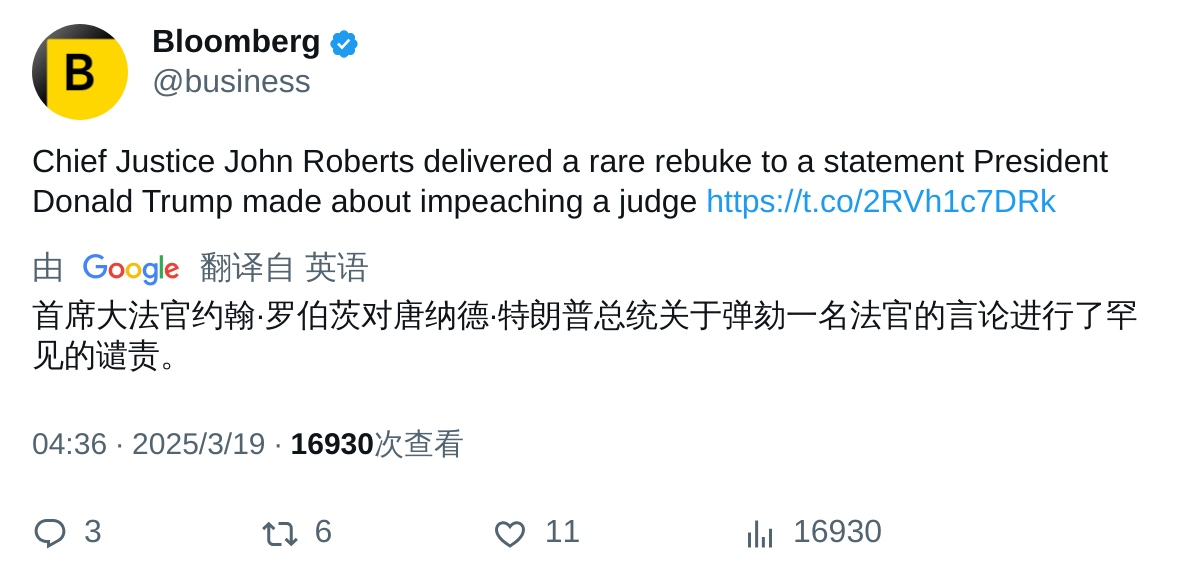 B
Bloomberg
@business
Chief Justice John Roberts delivered a rare rebuke to a statement President
Donald Trump made about impeaching a judge https://t.co/2RVh1c7DRk
由 Google 翻译自 英语
首席大法官约翰·罗伯茨对唐纳德·特朗普总统关于弹劾一名法官的言论进行了罕
见的谴责。
04:36 · 2025/3/19 · 16930次查看
3 6 11 16930